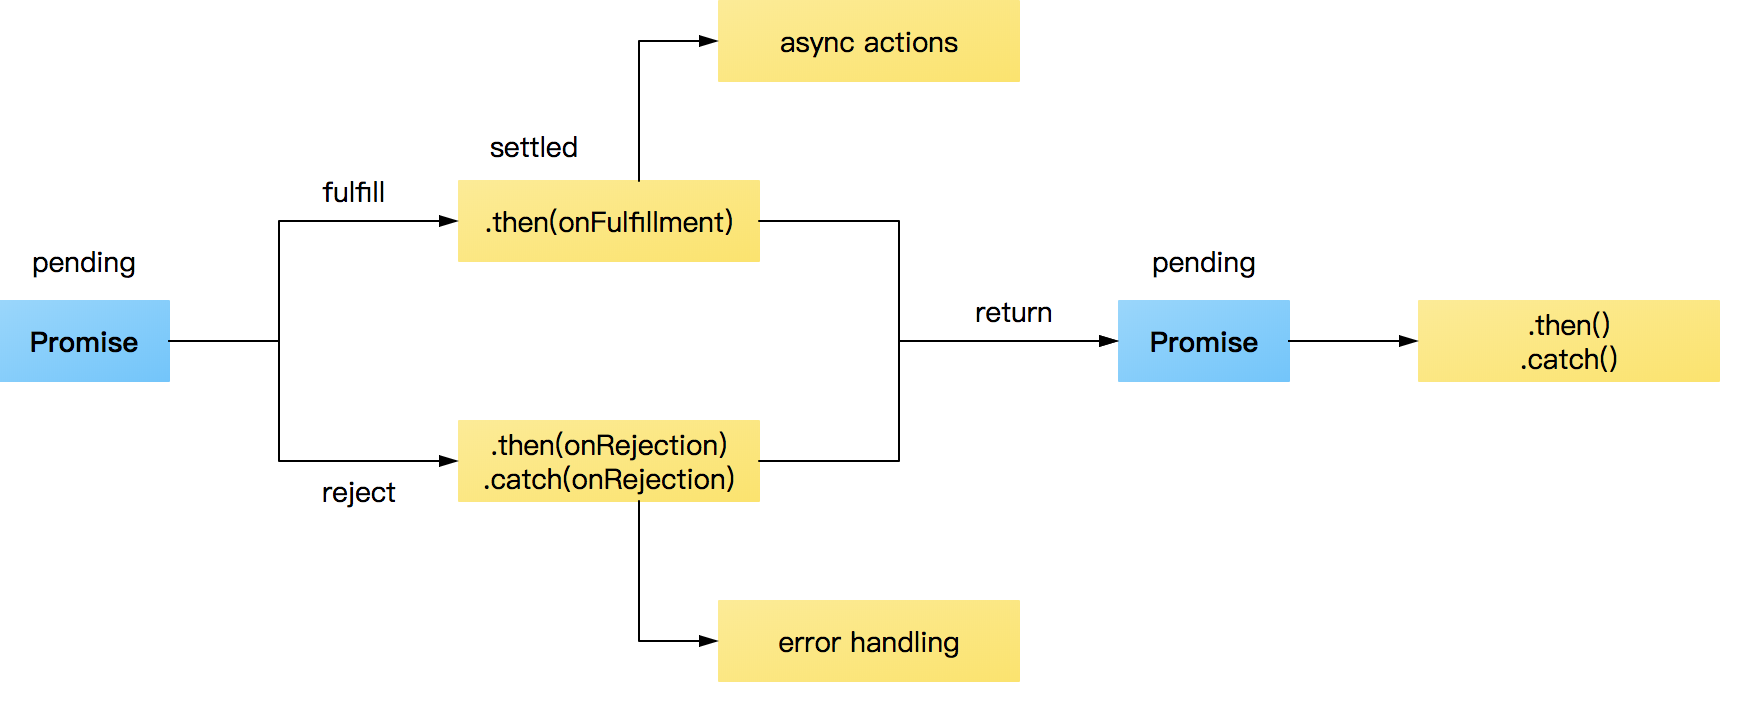 async actions
settled
fulfill
.then(onFulfillment)
pending
Promise
return
pending
Promise
.then()
.catch()
.then(onRejection)
.catch(onRejection)
reject
error handling